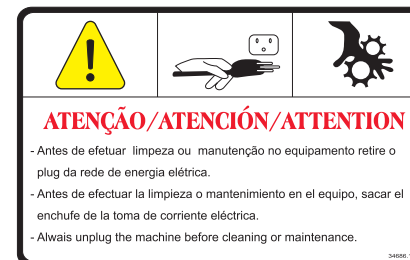 ATENÇÃO/ATENCIÓN/ATTENTION
- Antes de efetuar limpeza ou manutenção no equipamento retire o
plug da rede de energia elétrica.
- Antes de efectuar la limpieza o mantenimiento en el equipo, sacar el
enchufe de la toma de corriente eléctrica.
- Alwais unplug the machine before cleaning or maintenance.
34686.